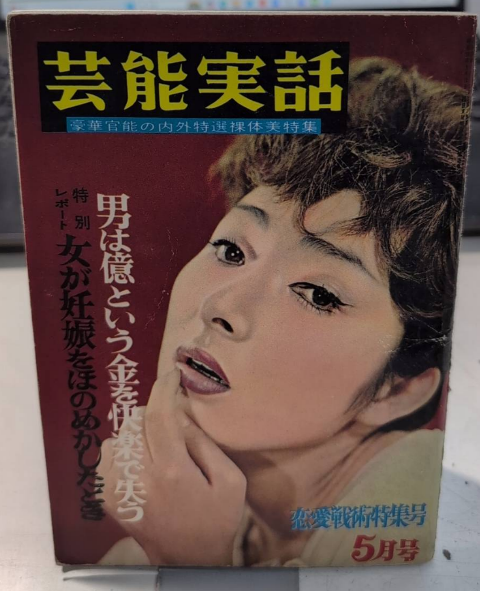 芸能実話
豪華官能の内外特選裸体美特集
男は億という金を快楽で失う
特別
レポート
女が妊娠をほのめかしたとき
恋愛戦術特集号
5月号